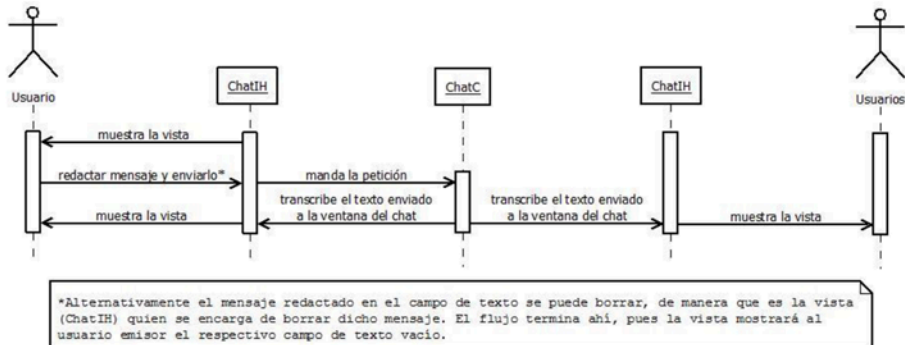 Usuario
ChatIH
ChatC
ChatIH
Usuarios
muestra la vista
redactar mensaje y enviarlo*
manda la petición
transcribe el texto enviado
a la ventana del chat
transcribe el texto enviado
a la ventana del chat
muestra la vista
muestra la vista
*Alternativamente el mensaje redactado en el campo de texto se puede borrar, de manera que es la vista
(ChatIH) quien se encarga de borrar dicho mensaje. El flujo termina ahí, pues la vista mostrará al
usuario emisor el respectivo campo de texto vacío.